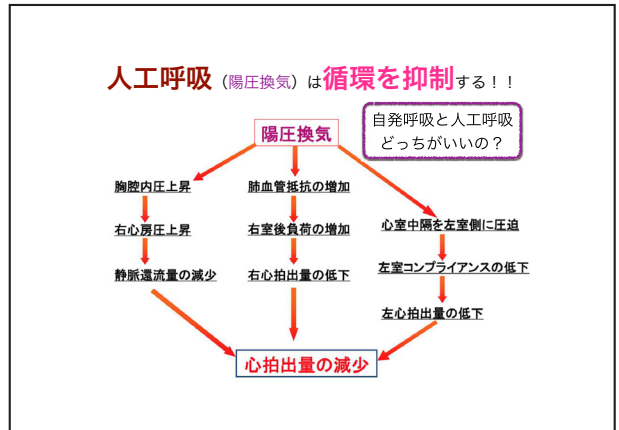 人工呼吸（陽圧換気）は循環を抑制する！！
自発呼吸と人工呼吸
どっちがいいの？
陽圧換気
胸腔内圧上昇
右心房圧上昇
静脈還流量の減少
肺血管抵抗の増加
右室後負荷の増加
右心拍出量の低下
心室中隔を左室側に圧迫
左室コンプライアンスの低下
左心拍出量の低下
心拍出量の減少